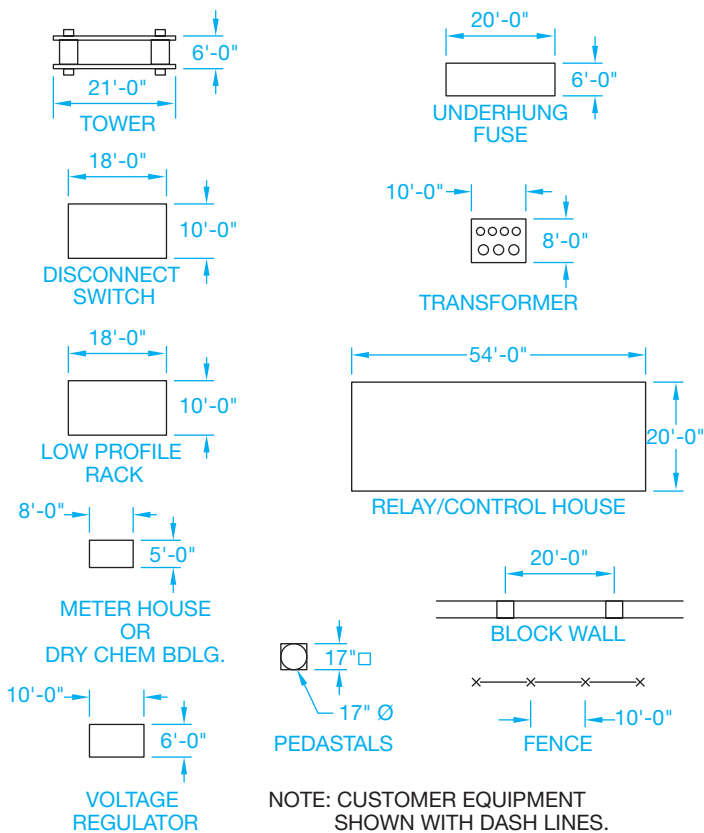 6'-0"
21'-0"
TOWER
20'-0"
6'-0"
UNDERHUNG
FUSE
18'-0"
10'-0"
DISCONNECT
SWITCH
10'-0"
8'-0"
TRANSFORMER
18'-0"
10'-0"
LOW PROFILE
RACK
54'-0"
20'-0"
RELAY/CONTROL HOUSE
8'-0"
5'-0"
METER HOUSE
OR
DRY CHEM BDLG.
17"□
17" Ø
PEDASTALS
20'-0"
BLOCK WALL
10'-0"
FENCE
10'-0"
6'-0"
VOLTAGE
REGULATOR
NOTE: CUSTOMER EQUIPMENT
SHOWN WITH DASH LINES.